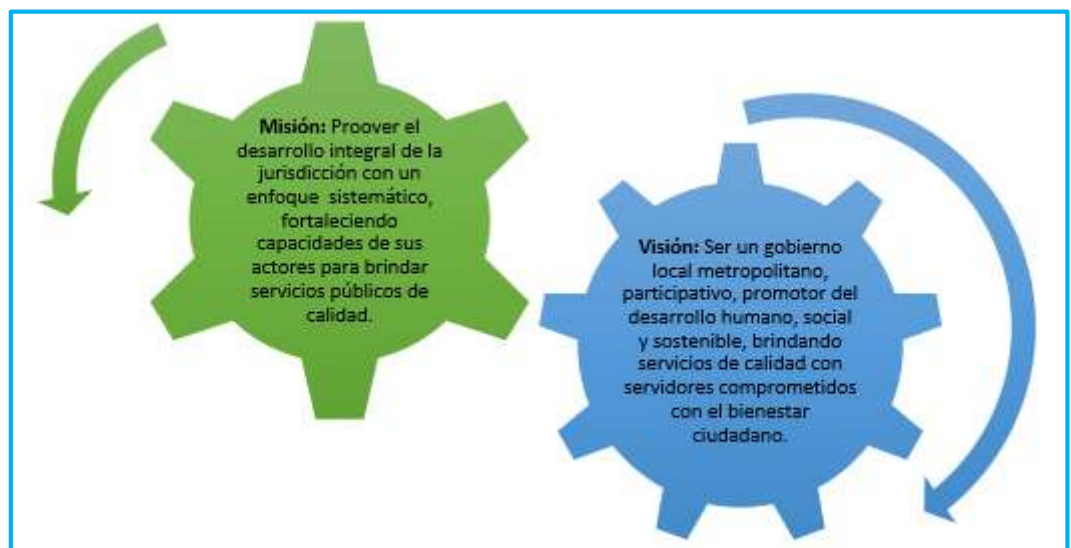 Misión: Proover el
desarrollo integral de la
jurisdicción con un
enfoque sistemático,
fortaleciendo
capacidades de sus
actores para brindar
servicios públicos de
calidad.
Visión: Ser un gobierno
local metropolitano,
participativo, promotor del
desarrollo humano, social
y sostenible, brindando
servicios de calidad con
servidores comprometidos
con el bienestar
ciudadano.